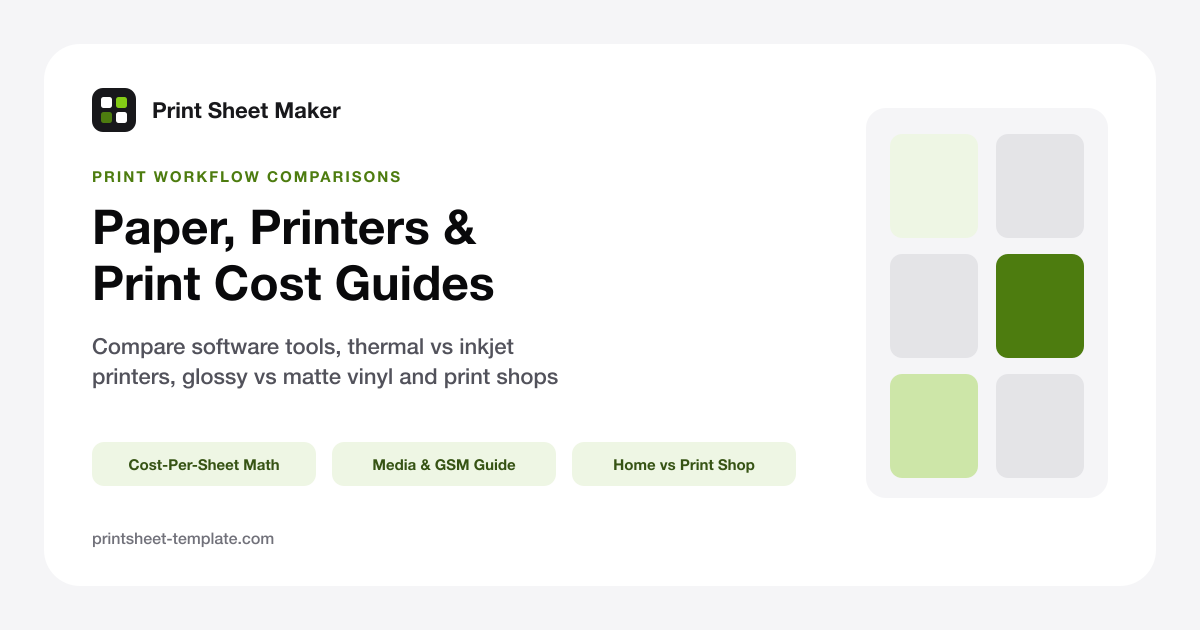 Print Sheet Maker
PRINT WORKFLOW COMPARISONS
Paper, Printers &
Print Cost Guides
Compare software tools, thermal vs inkjet
printers, glossy vs matte vinyl and print shops
Cost-Per-Sheet Math
Media & GSM Guide
Home vs Print Shop
printsheet-template.com